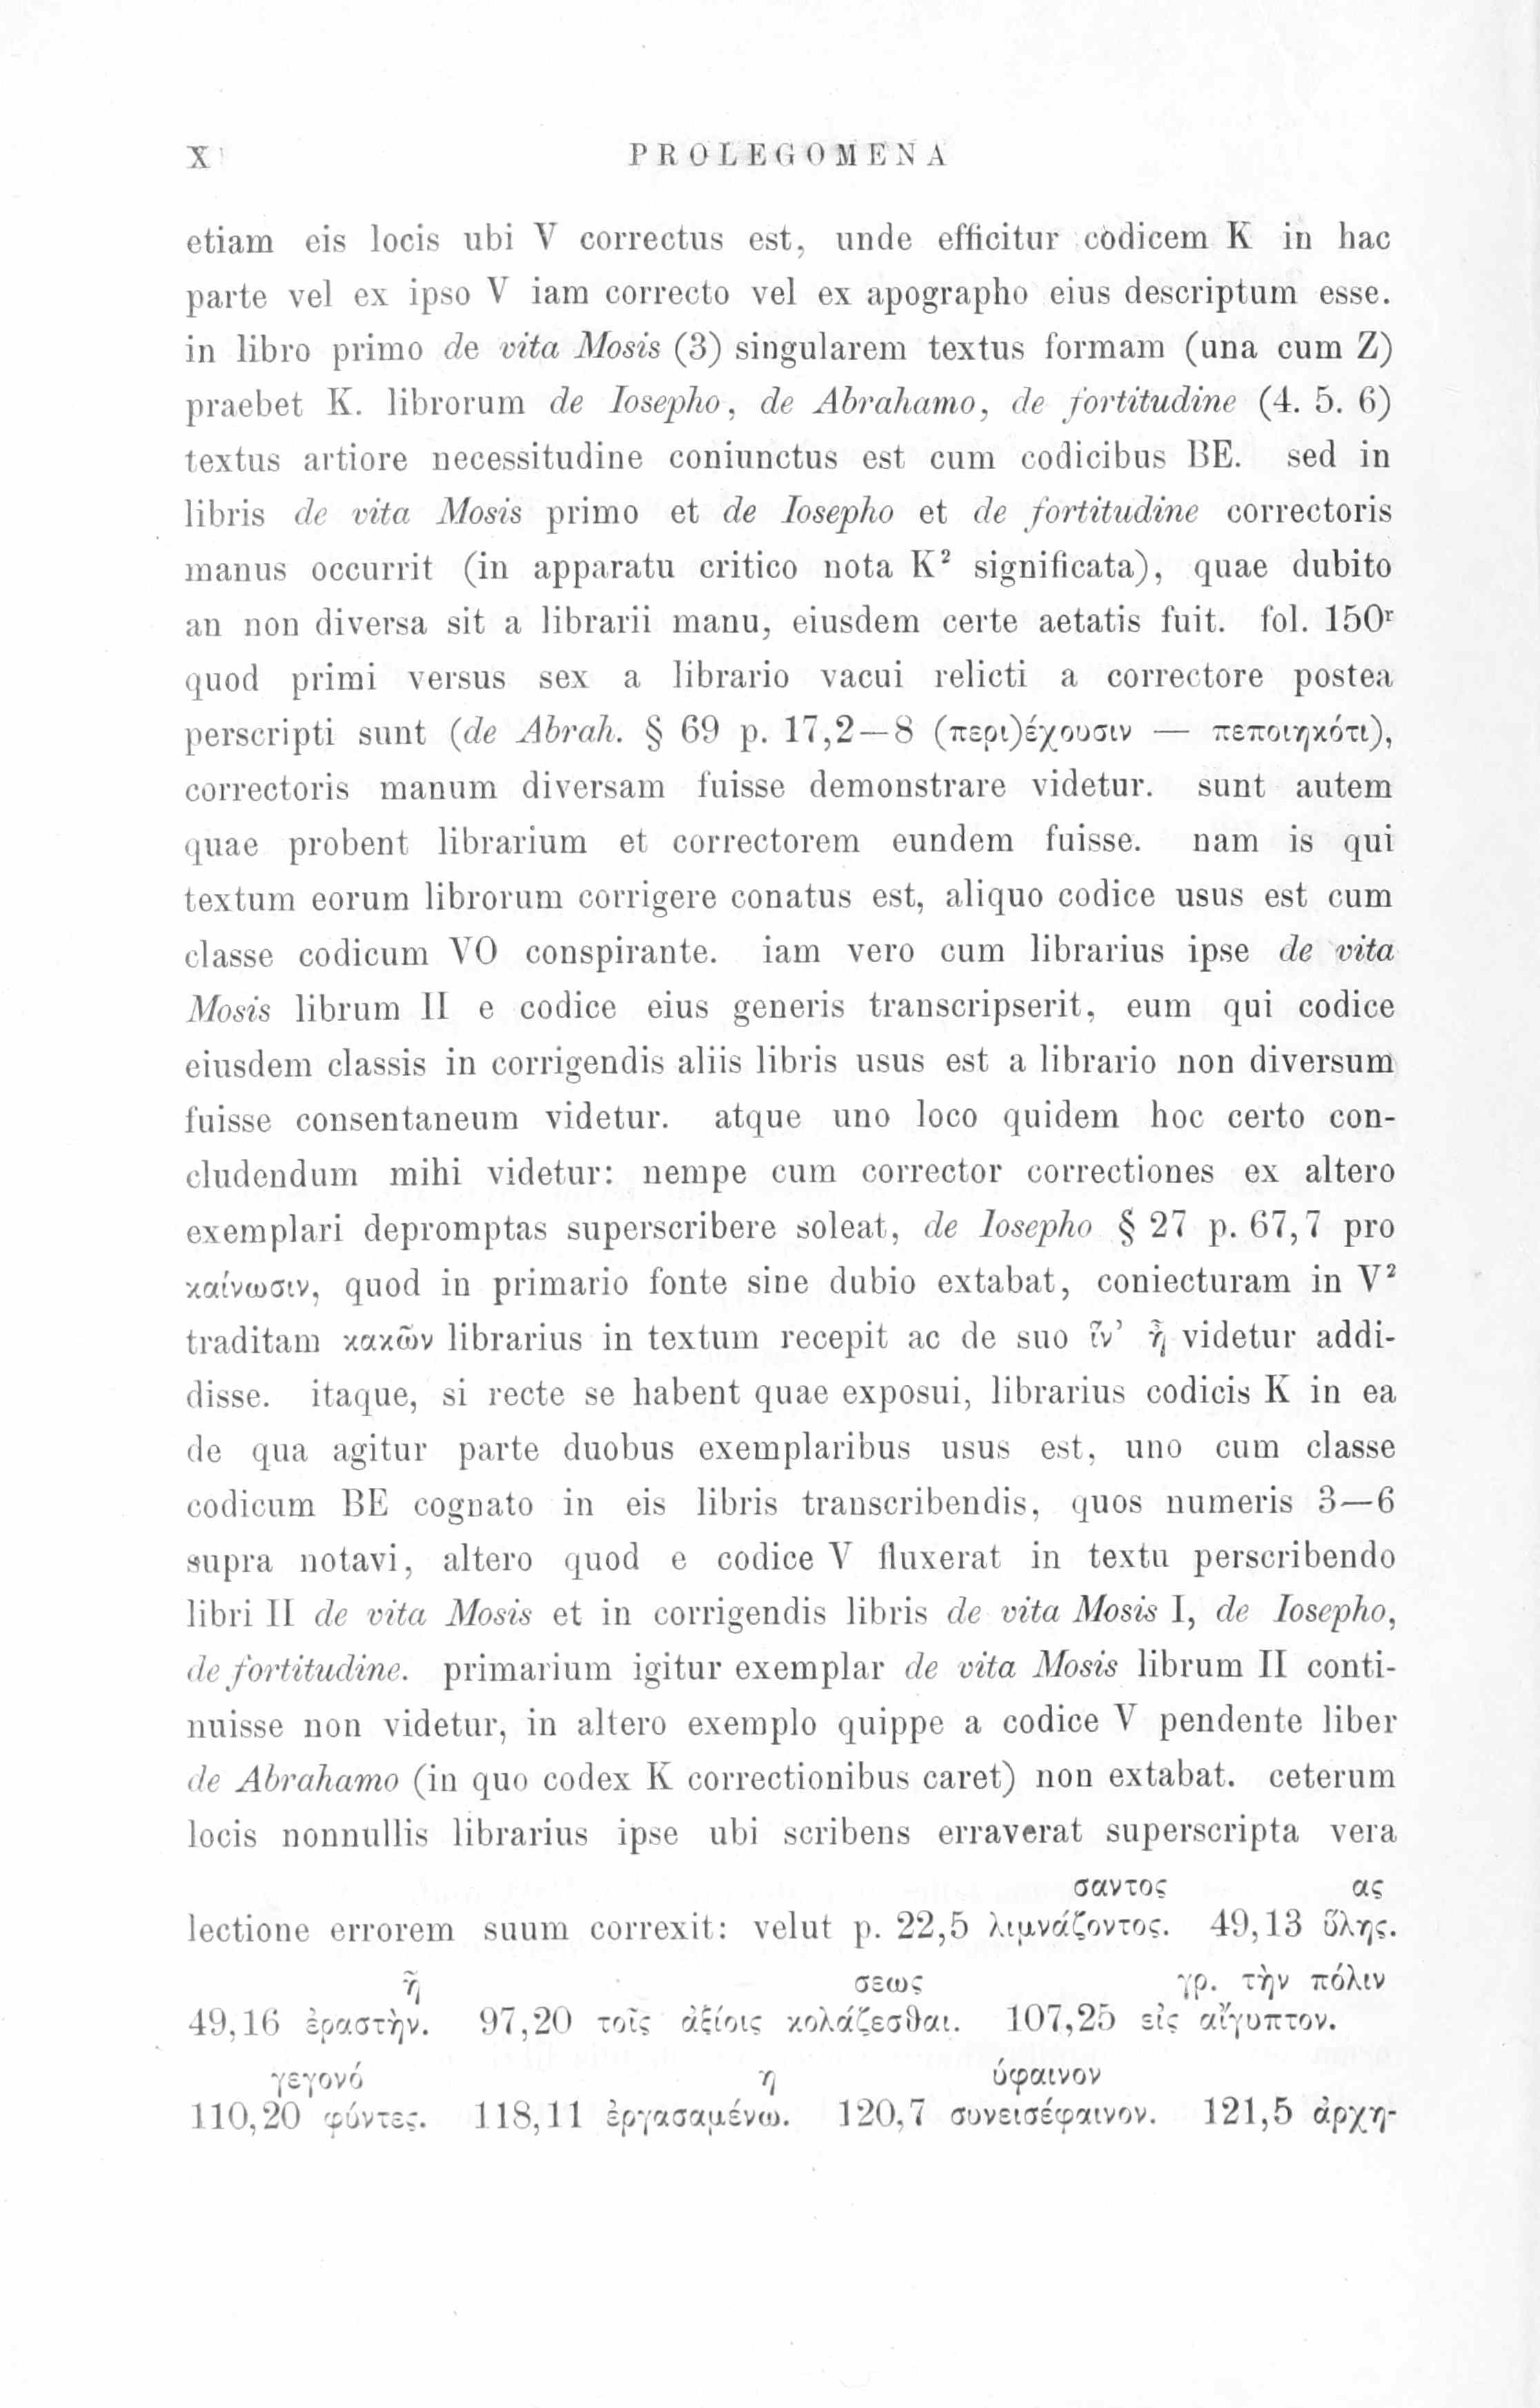 X PROLEGOMENA
etiam eis locis ubi V correctus est, unde efficitur codicem K in hac
parte vel ex ipso V iam correcto vel ex apographo eius descriptum esse.
in libro primo de vita Mosis (3) singularem textus formam (una cum Z)
praebet K. librorum de Iosepho, de Abrahamo, de fortitudine (4. 5. 6)
textus artiore necessitudine coniunctus est cum codicibus BE. sed in
libris de vita Mosis primo et de Iosepho et de fortitudine correctoris
manus occurrit (in apparatu critico nota K² significata), quae dubito
an non diversa sit a librarii manu, eiusdem certe aetatis fuit. fol. 150ʳ
quod primi versus sex a librario vacui relicti a correctore postea
perscripti sunt (de Abrah. § 69 p. 17,2—8 (περι)έχουσιν — πεποιηκότι),
correctoris manum diversam fuisse demonstrare videtur. sunt autem
quae probent librarium et correctorem eundem fuisse. nam is qui
textum eorum librorum corrigere conatus est, aliquo codice usus est cum
classe codicum VO conspirante. iam vero cum librarius ipse de vita
Mosis librum II e codice eius generis transcripserit, eum qui codice
eiusdem classis in corrigendis aliis libris usus est a librario non diversum
fuisse consentaneum videtur. atque uno loco quidem hoc certo con-
cludendum mihi videtur: nempe cum corrector correctiones ex altero
exemplari depromptas superscribere soleat, de Iosepho § 27 p. 67,7 pro
καίνωσιν, quod in primario fonte sine dubio extabat, coniecturam in V²
traditam κακῶν librarius in textum recepit ac de suo ἵν’ ᾖ videtur addi-
disse. itaque, si recte se habent quae exposui, librarius codicis K in ea
de qua agitur parte duobus exemplaribus usus est, uno cum classe
codicum BE cognato in eis libris transcribendis, quos numeris 3—6
supra notavi, altero quod e codice V fluxerat in textu perscribendo
libri II de vita Mosis et in corrigendis libris de vita Mosis I, de Iosepho,
de fortitudine. primarium igitur exemplar de vita Mosis librum II conti-
nuisse non videtur, in altero exemplo quippe a codice V pendente liber
de Abrahamo (in quo codex K correctionibus caret) non extabat. ceterum
locis nonnullis librarius ipse ubi scribens erraverat superscripta vera
σαντος ας
lectione errorem suum correxit: velut p. 22,5 λιμνάζοντος. 49,13 ὕλης.
ῆ σεως γρ. τὴν πόλιν
49,16 ἐραστὴν. 97,20 τοῖς ἀξίοις κολάζεσθαι. 107,25 εἰς αἴγυπτον.
γεγονό η ύφαινον
110,20 φύντες. 118,11 ἐργασαμένω. 120,7 συνεισέφαινον. 121,5 ἀρχη-